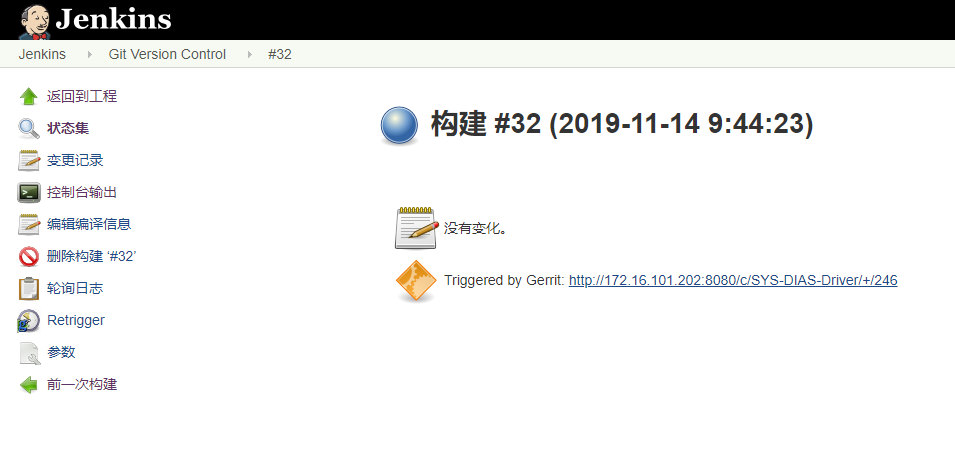 Jenkins
Jenkins Git Version Control #32
返回到工程
状态集
变更记录
控制台输出
编辑编译信息
删除构建 ‘#32’
轮询日志
Retrigger
参数
前一次构建
构建 #32 (2019-11-14 9:44:23)
没有变化。
Triggered by Gerrit: http://172.16.101.202:8080/c/SYS-DIAS-Driver/+/246